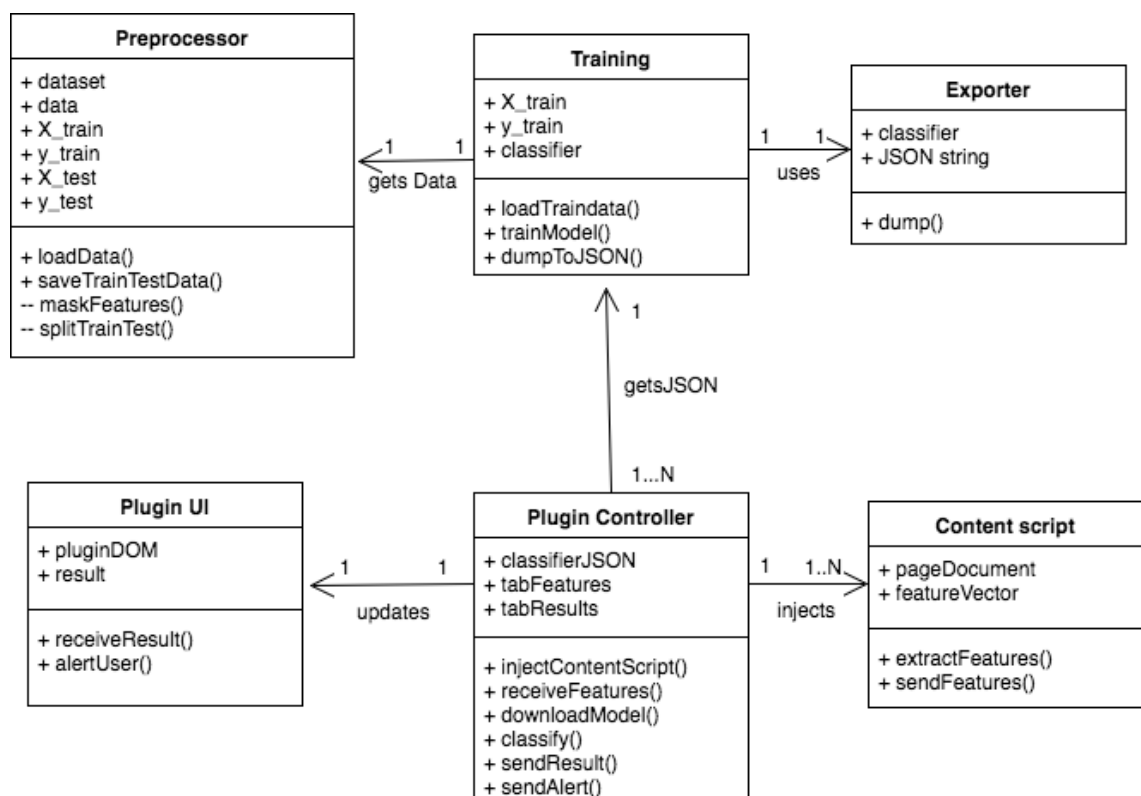 Preprocessor
+ dataset
+ data
+ X_train
+ y_train
+ X_test
+ y_test
+ loadData()
+ saveTrainTestData()
-- maskFeatures()
-- splitTrainTest()
1
1
gets Data
Training
+ X_train
+ y_train
+ classifier
+ loadTraindata()
+ trainModel()
+ dumpToJSON()
1
1
uses
Exporter
+ classifier
+ JSON string
+ dump()
1
getsJSON
1...N
Plugin UI
+ pluginDOM
+ result
+ receiveResult()
+ alertUser()
1
1
updates
Plugin Controller
+ classifierJSON
+ tabFeatures
+ tabResults
+ injectContentScript()
+ receiveFeatures()
+ downloadModel()
+ classify()
+ sendResult()
+ sendAlert()
1
1..N
injects
Content script
+ pageDocument
+ featureVector
+ extractFeatures()
+ sendFeatures()